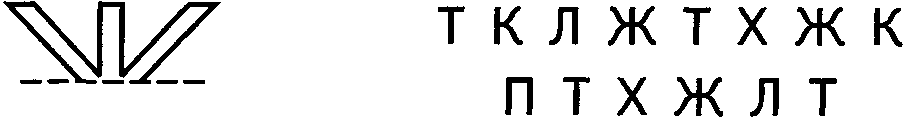 Т К Л Ж Т Х Ж К
П Т Х Ж Л Т